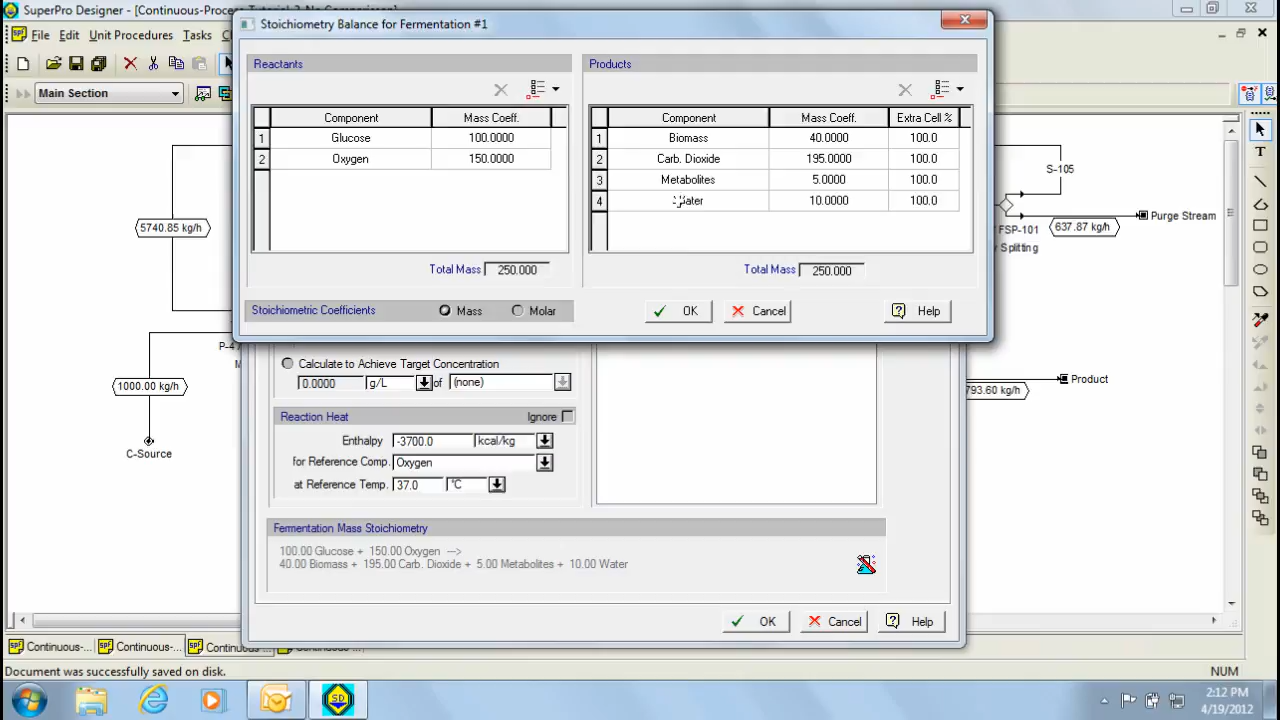 SuperPro Designer - [Continuous-Process
Stoichiometry Balance for Fermentation #1
File Edit Unit Procedures Tasks
Main Section
Reactants
Component Mass Coeff.
1 Glucose 100.0000
2 Oxygen 150.0000
Total Mass 250.000
Products
Component Mass Coeff. Extra Cell %
1 Biomass 40.0000 100.0
2 Carb. Dioxide 195.0000 100.0
3 Metabolites 5.0000 100.0
4 Water 10.0000 100.0
Total Mass 250.000
Stoichiometric Coefficients Mass Molar
OK Cancel Help
5740.85 kg/h
1000.00 kg/h
C-Source
S-105
Purge Stream
637.87 kg/h
FSP-101
Splitting
Product
793.60 kg/h
Calculate to Achieve Target Concentration
0.0000 g/L of (none)
Reaction Heat Ignore
Enthalpy -3700.0 kcal/kg
for Reference Comp. Oxygen
at Reference Temp. 37.0 °C
Fermentation Mass Stoichiometry
100.00 Glucose + 150.00 Oxygen -->
40.00 Biomass + 195.00 Carb. Dioxide + 5.00 Metabolites + 10.00 Water
OK Cancel Help
Continuous-... Continuous-... Continuous
Document was successfully saved on disk.
NUM
2:12 PM
4/19/2012